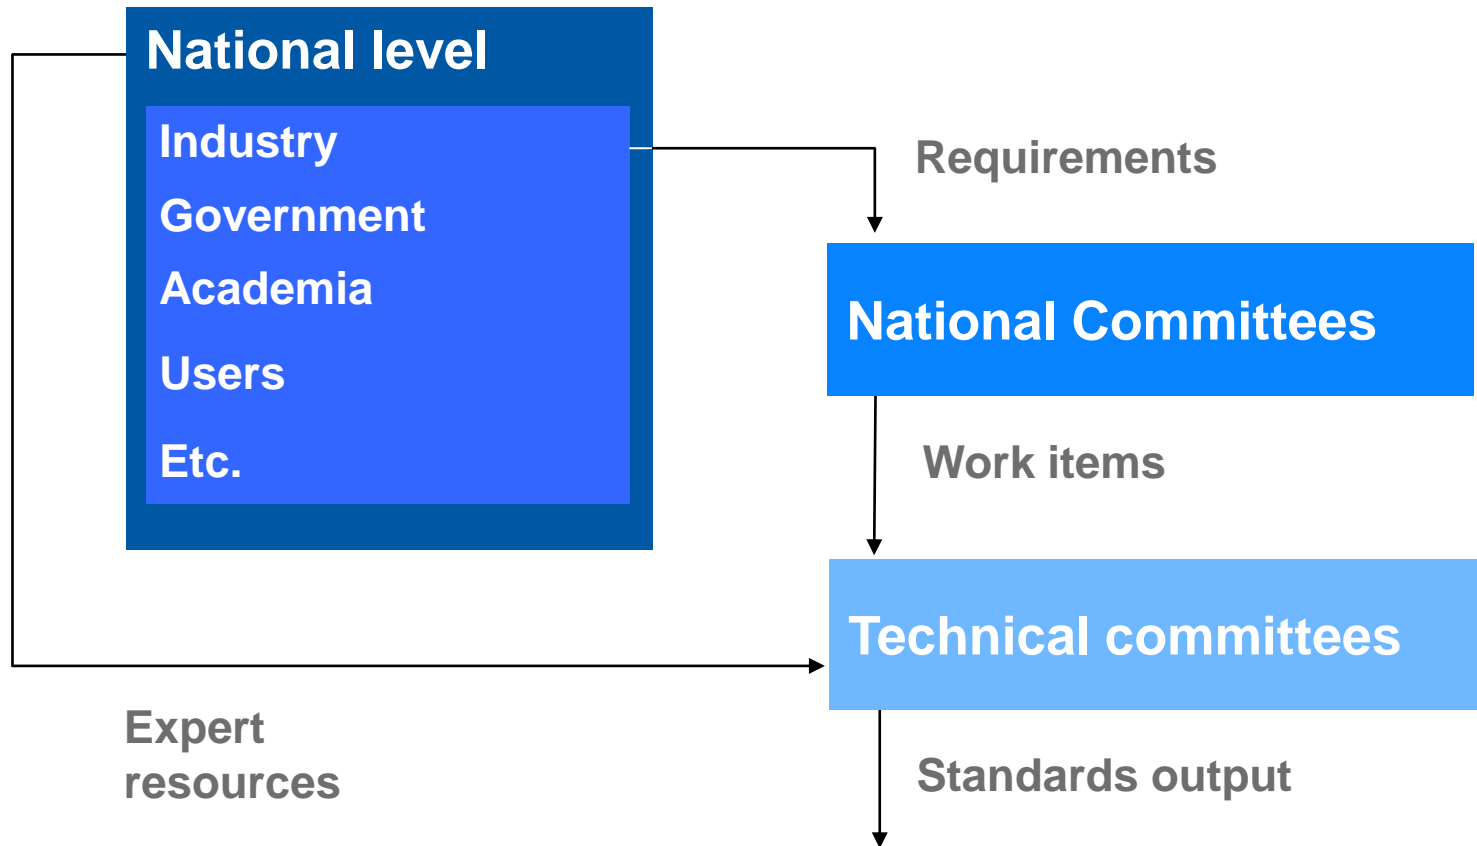 National level
Industry
Government
Academia
Users
Etc.
Requirements
National Committees
Work items
Technical committees
Expert
resources
Standards output